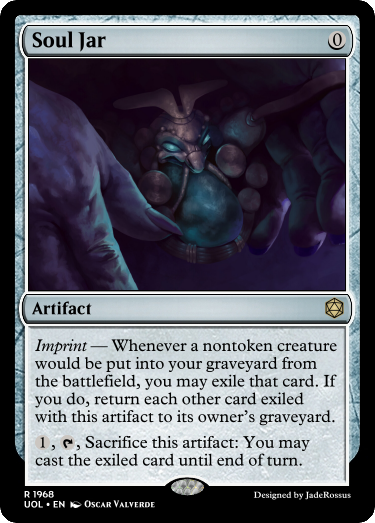 Soul Jar 0
Artifact
Imprint — Whenever a nontoken creature
would be put into your graveyard from
the battlefield, you may exile that card. If
you do, return each other card exiled
with this artifact to its owner's graveyard.
1, , Sacrifice this artifact: You may
cast the exiled card until end of turn.
R 1968
UOL • EN Oscar Valverde Designed by JadeRossus